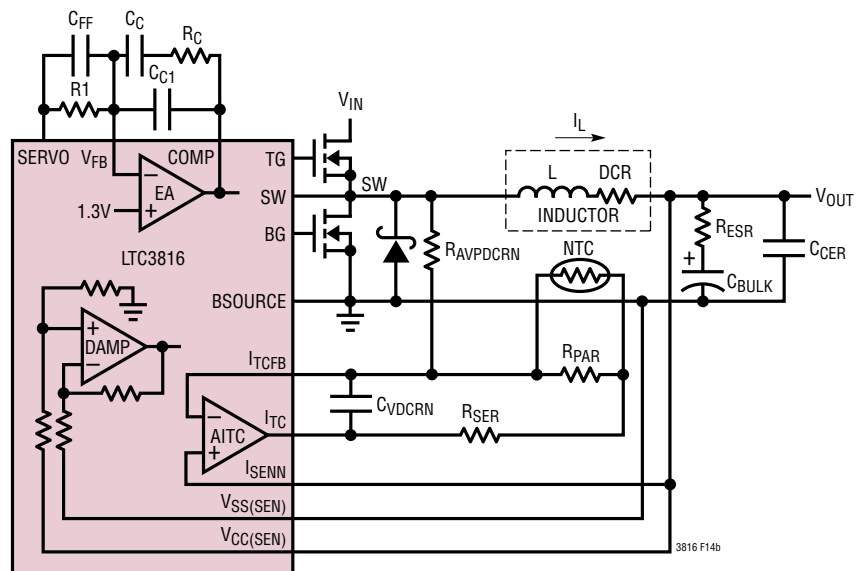 CFF
CC
RC
R1
CC1
VIN
IL
SERVO
VFB
COMP
TG
L
DCR
EA
SW
SW
VOUT
1.3V
INDUCTOR
RESR
BG
RAVPDCRN
NTC
CCER
LTC3816
+
CBULK
BSOURCE
DAMP
ITCFB
RPAR
CVDCRN
RSER
ITC
AITC
ISENN
VSS(SEN)
VCC(SEN)
3816 F14b